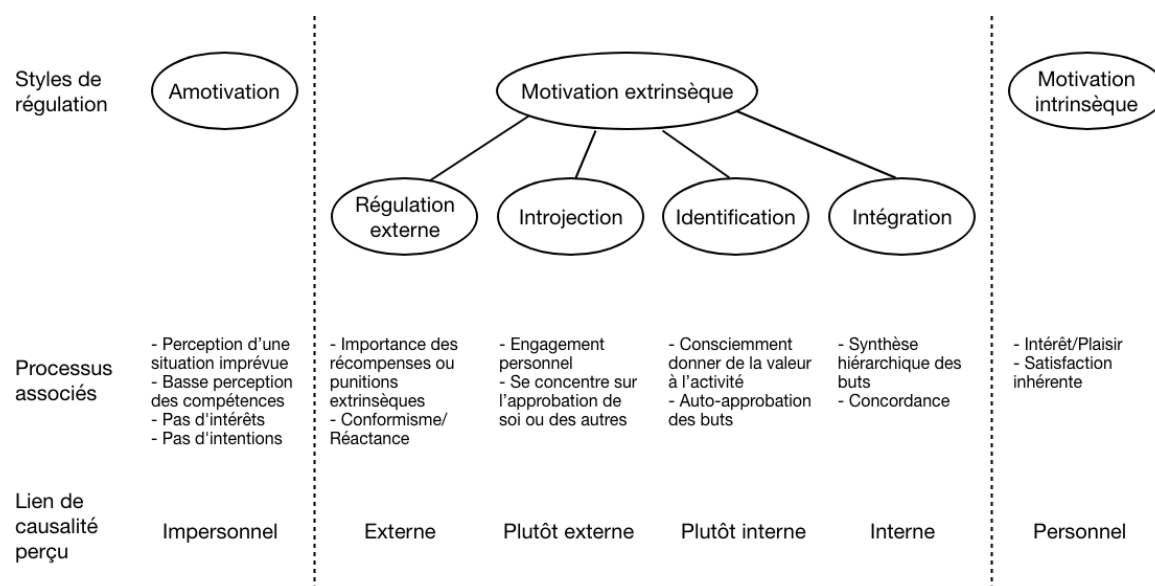 Styles de
régulation
Amotivation
Motivation extrinsèque
Motivation
intrinsèque
Régulation
externe
Introjection
Identification
Intégration
Processus
associés
- Perception d’une
situation imprévue
- Basse perception
des compétences
- Pas d'intérêts
- Pas d'intentions
- Importance des
récompenses ou
punitions
extrinsèques
- Conformisme/
Réactance
- Engagement
personnel
- Se concentre sur
l’approbation de
soi ou des autres
- Consciemment
donner de la valeur
à l’activité
- Auto-approbation
des buts
- Synthèse
hiérarchique des
buts
- Concordance
- Intérêt/Plaisir
- Satisfaction
inhérente
Lien de
causalité
perçu
Impersonnel
Externe
Plutôt externe
Plutôt interne
Interne
Personnel